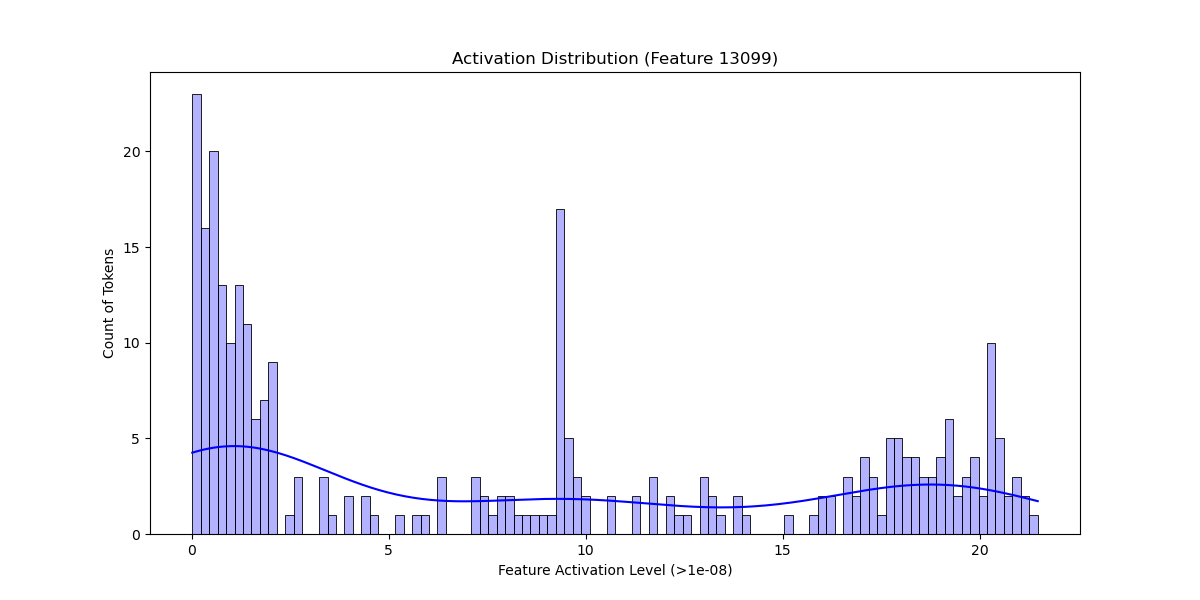 Activation Distribution (Feature 13099)
Count of Tokens
20
15
10
5
0
0 5 10 15 20
Feature Activation Level (>1e-08)